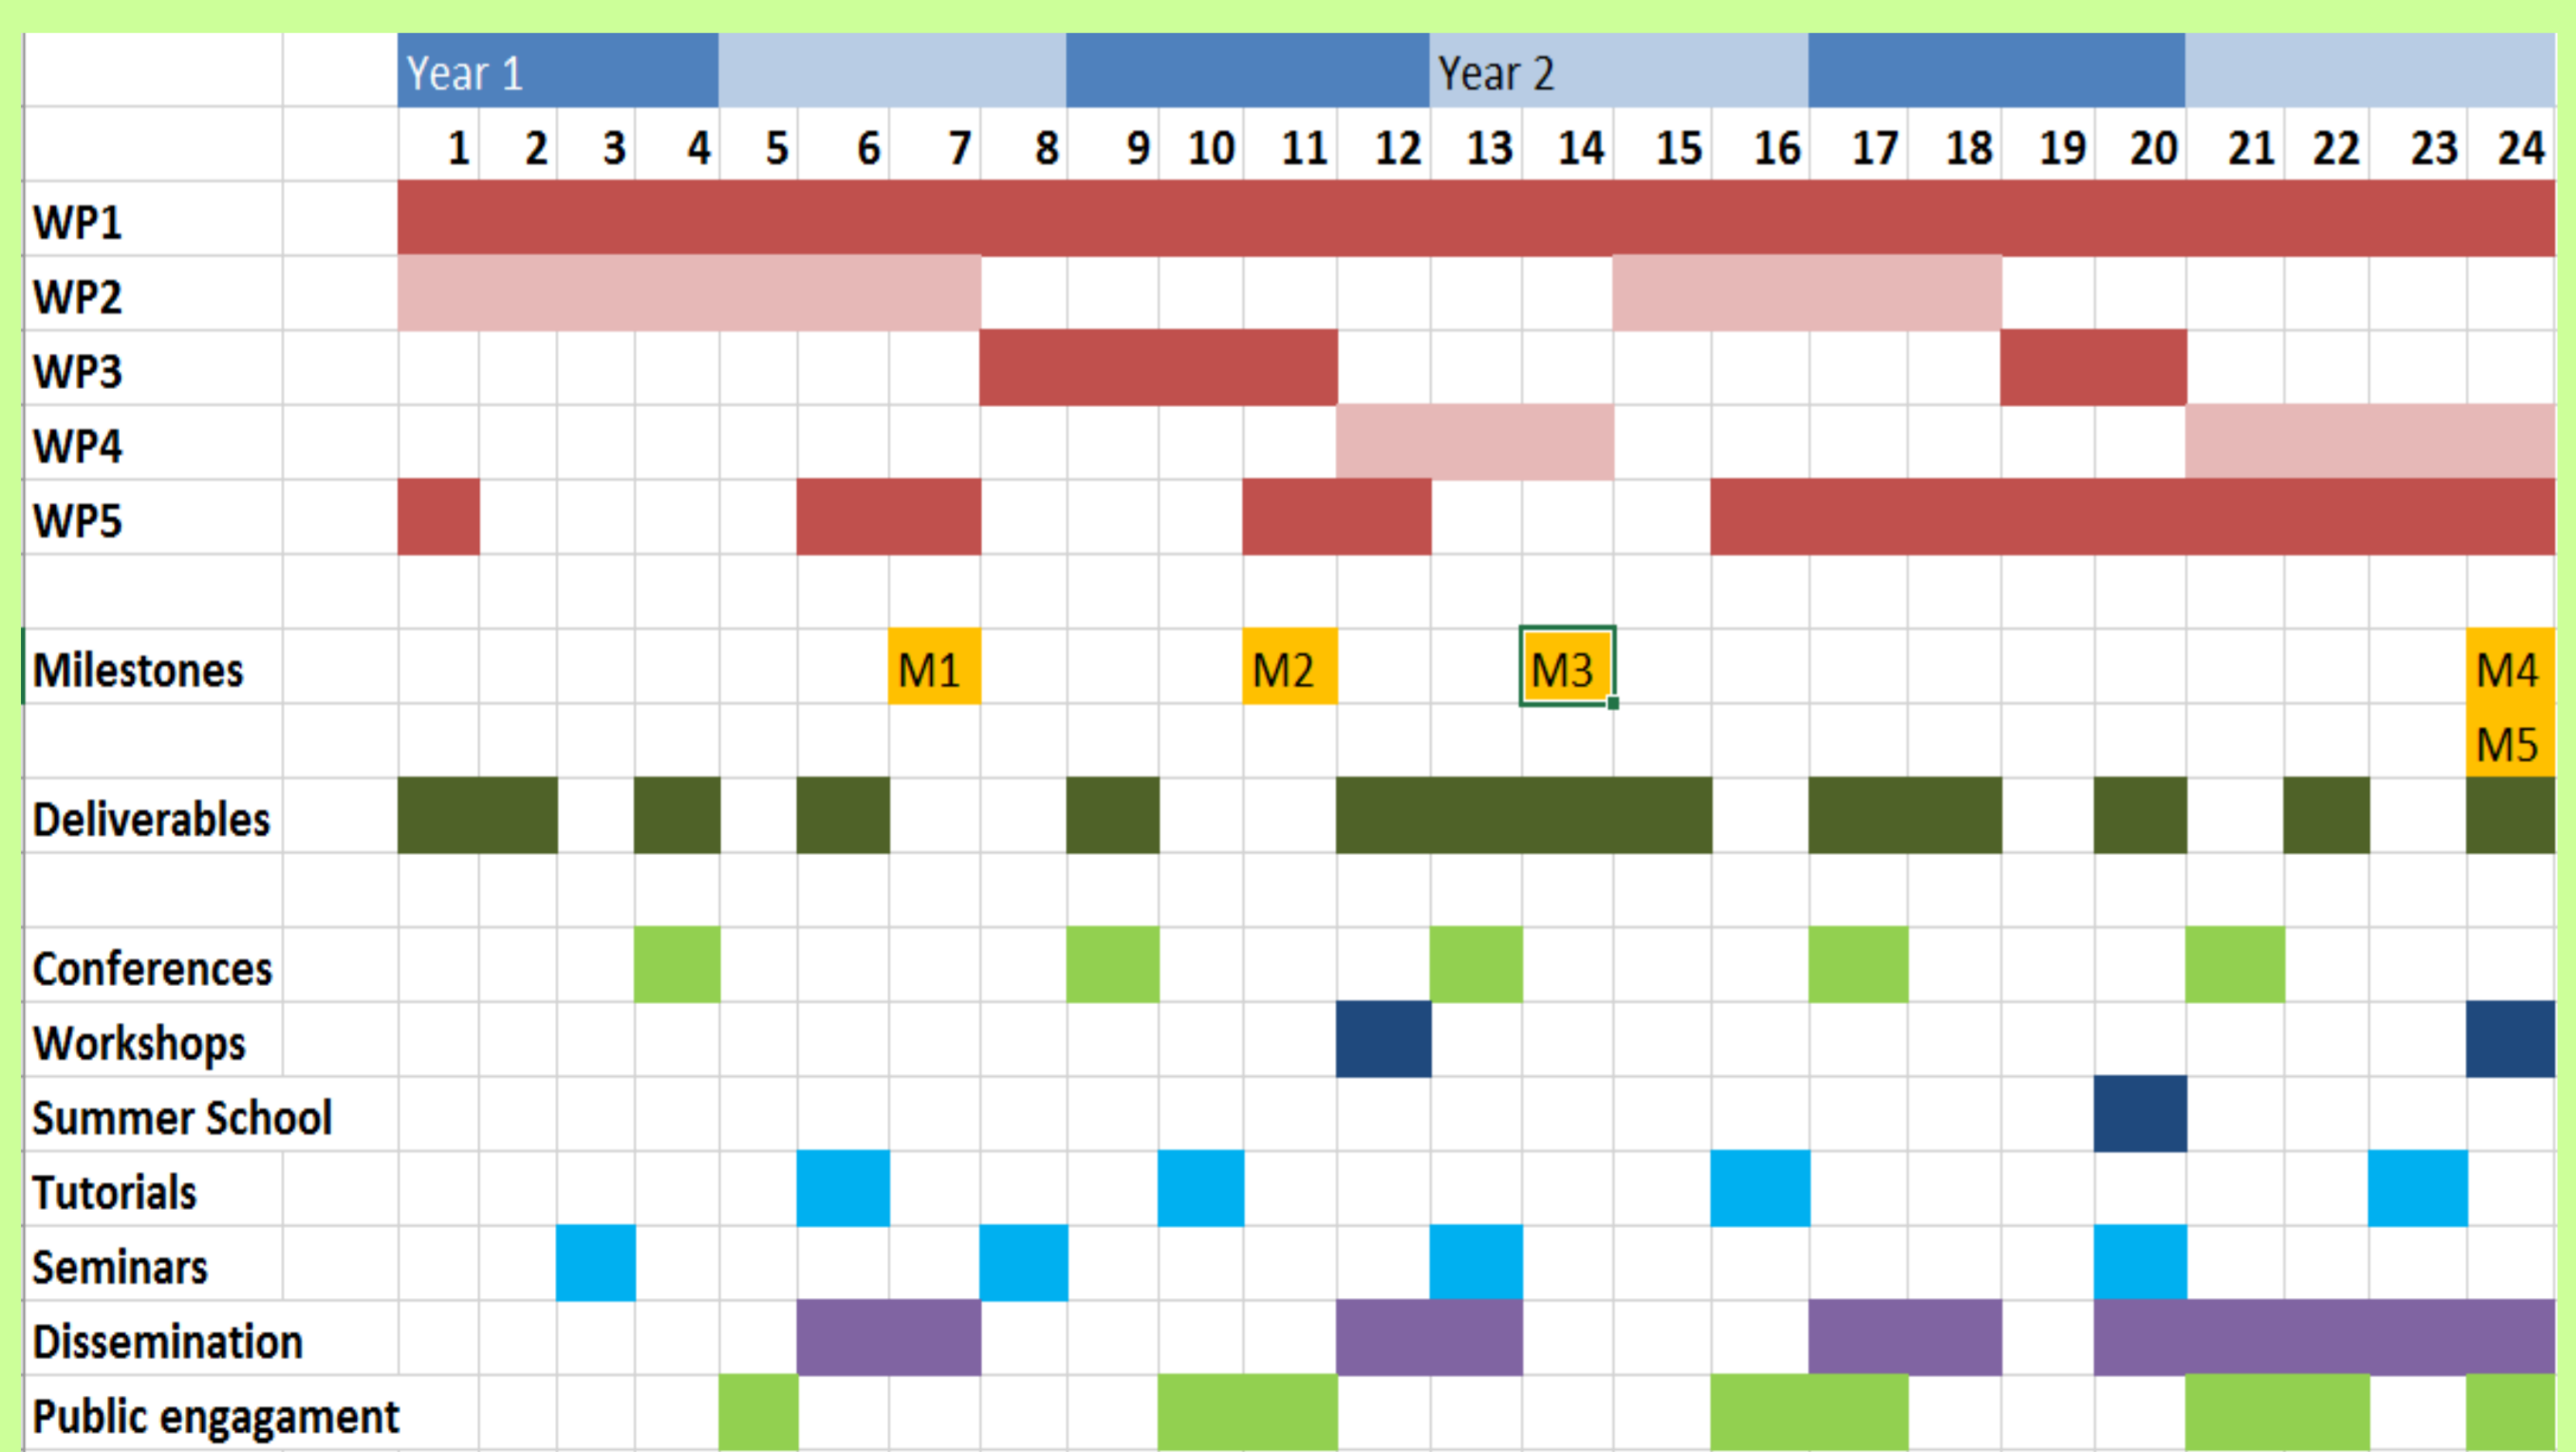 Year 1 Year 2
1 2 3 4 5 6 7 8 9 10 11 12 13 14 15 16 17 18 19 20 21 22 23 24
WP1
WP2
WP3
WP4
WP5
Milestones M1 M2 M3 M4
M5
Deliverables
Conferences
Workshops
Summer School
Tutorials
Seminars
Dissemination
Public engagament